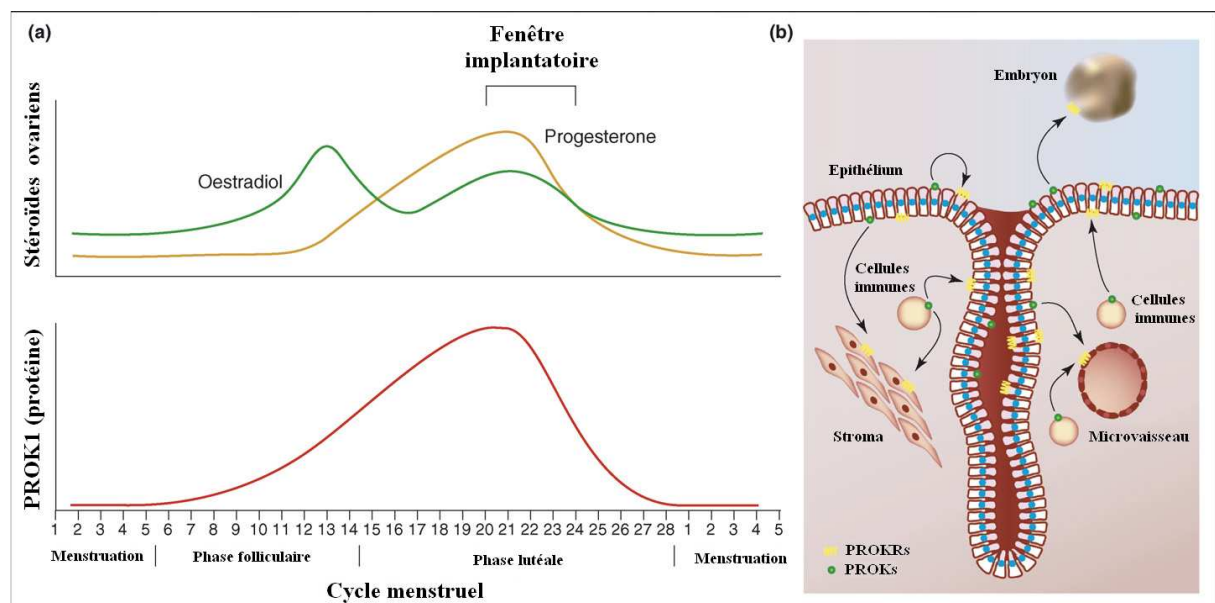 (a)
Fenêtre
implantatoire
Stéroïdes ovariens
Oestradiol
Progesterone
PROK1 (protéine)
1 2 3 4 5 6 7 8 9 10 11 12 13 14 15 16 17 18 19 20 21 22 23 24 25 26 27 28 1 2 3 4 5
Menstruation Phase folliculaire Phase lutéale Menstruation
Cycle menstruel
(b)
Embryon
Epithélium
Cellules
immunes
Cellules
immunes
Stroma
Microvaisseau
PROKRs
PROKs